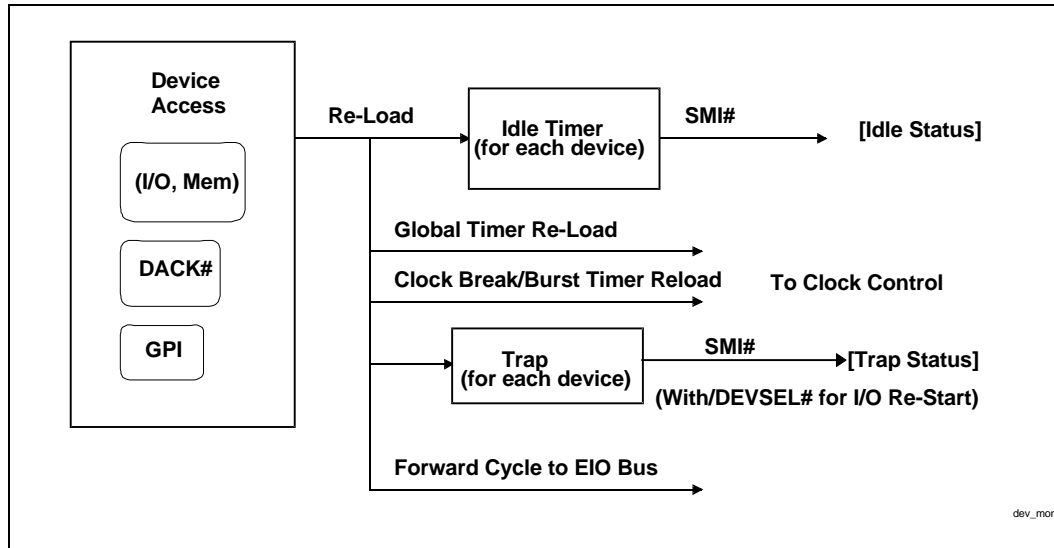 Device
Access
(I/O, Mem)
DACK#
GPI
Re-Load
Idle Timer
(for each device)
SMI#
[Idle Status]
Global Timer Re-Load
Clock Break/Burst Timer Reload
To Clock Control
Trap
(for each device)
SMI#
[Trap Status]
(With/DEVSEL# for I/O Re-Start)
Forward Cycle to EIO Bus
dev_mon